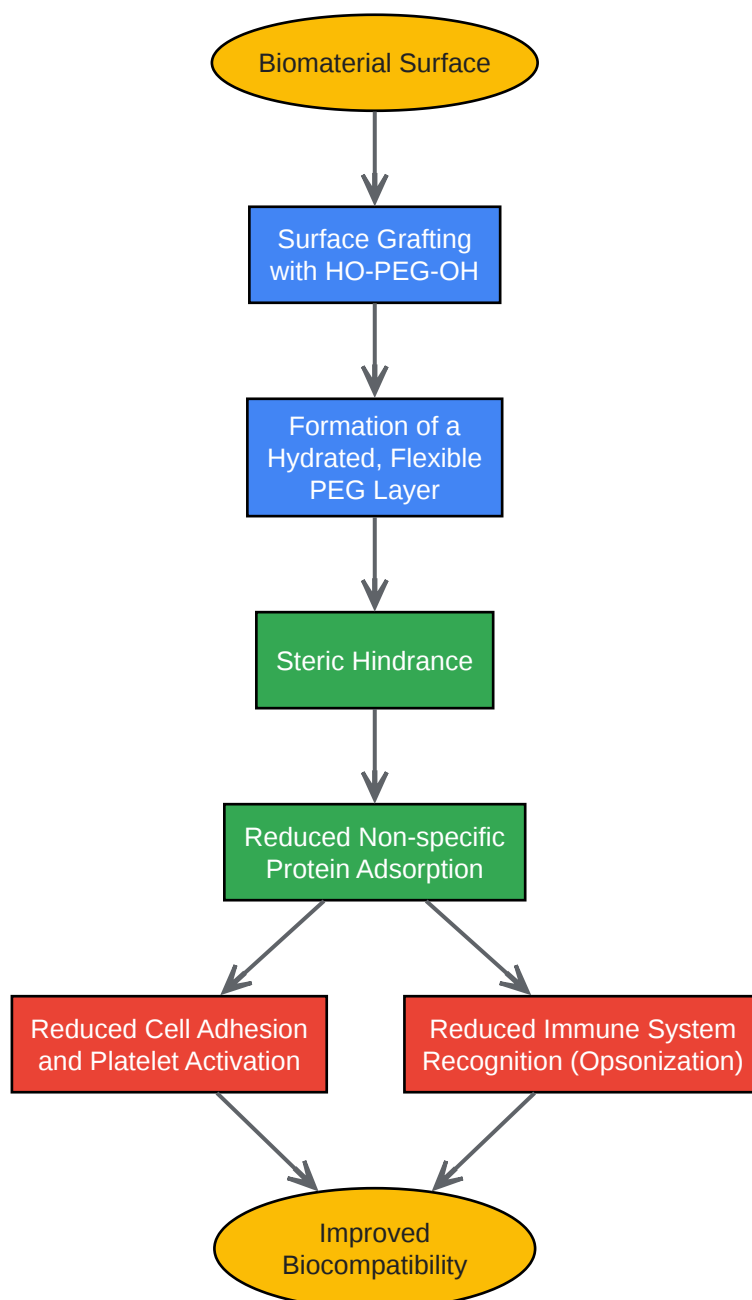 Biomaterial Surface
Surface Grafting
with HO-PEG-OH
Formation of a
Hydrated, Flexible
PEG Layer
Steric Hindrance
Reduced Non-specific
Protein Adsorption
Reduced Cell Adhesion
and Platelet Activation
Reduced Immune System
Recognition (Opsonization)
Improved
Biocompatibility